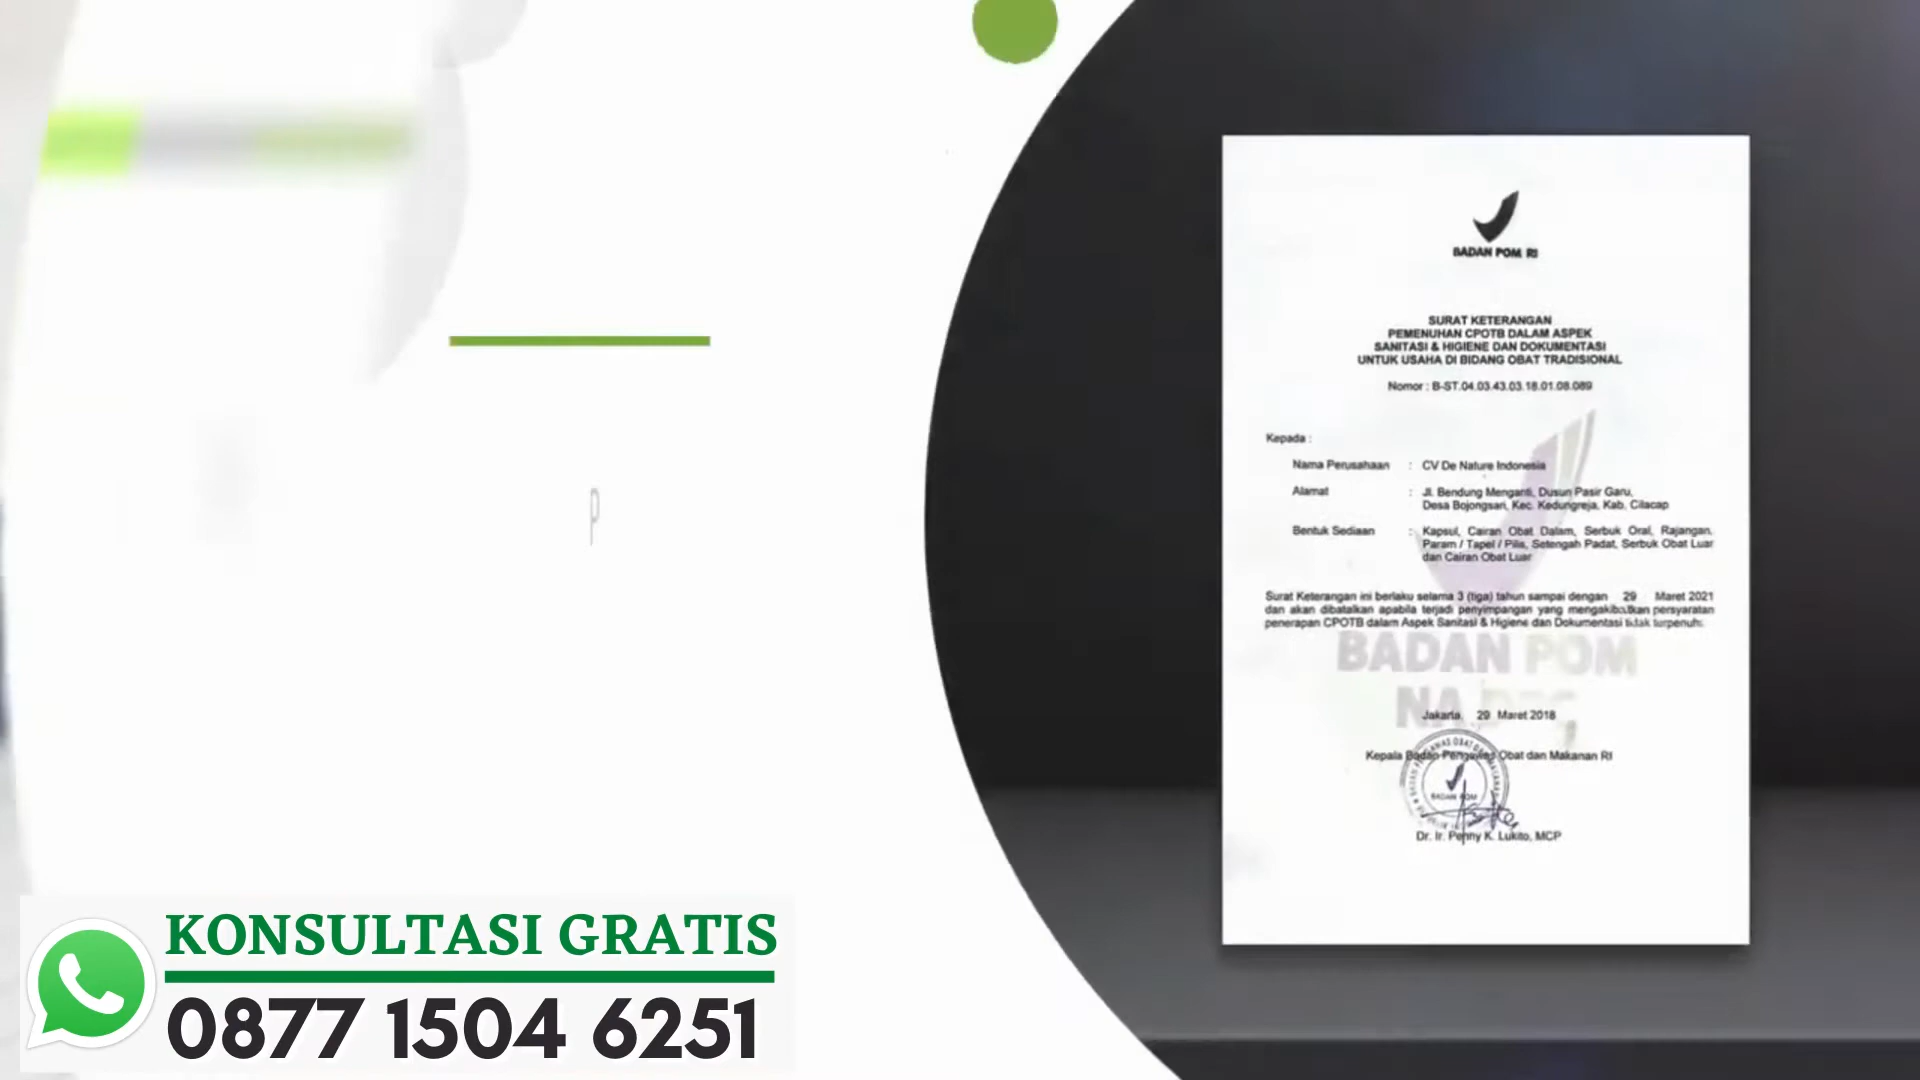 P
KONSULTASI GRATIS
0877 1504 6251
BADAN POM RI
SURAT KETERANGAN
PEMENUHAN CPOTB DALAM ASPEK
SANITASI & HIGIENE DAN DOKUMENTASI
UNTUK USAHA DI BIDANG OBAT TRADISIONAL
Nomor : B-ST.04.03.43.03.18.01.08.089
Kepada :
Nama Perusahaan : CV De Nature Indonesia
Alamat : Jl. Bendung Menganti, Dusun Pasir Garu,
Desa Bojongsari, Kec. Kedungreja, Kab. Cilacap
Bentuk Sediaan : Kapsul, Cairan Obat Dalam, Serbuk Oral, Rajangan,
Param / Tapel / Pilis, Setengah Padat, Serbuk Obat Luar
dan Cairan Obat Luar
Surat Keterangan ini berlaku selama 3 (tiga) tahun sampai dengan 29 Maret 2021
dan akan dibatalkan apabila terjadi penyimpangan yang mengakibatkan persyaratan
penerapan CPOTB dalam Aspek Sanitasi & Higiene dan Dokumentasi tidak terpenuhi.
BADAN POM
Jakarta, 29 Maret 2018
Kepala Badan Pengawas Obat dan Makanan RI
BADAN POM
Dr. Ir. Penny K. Lukito, MCP